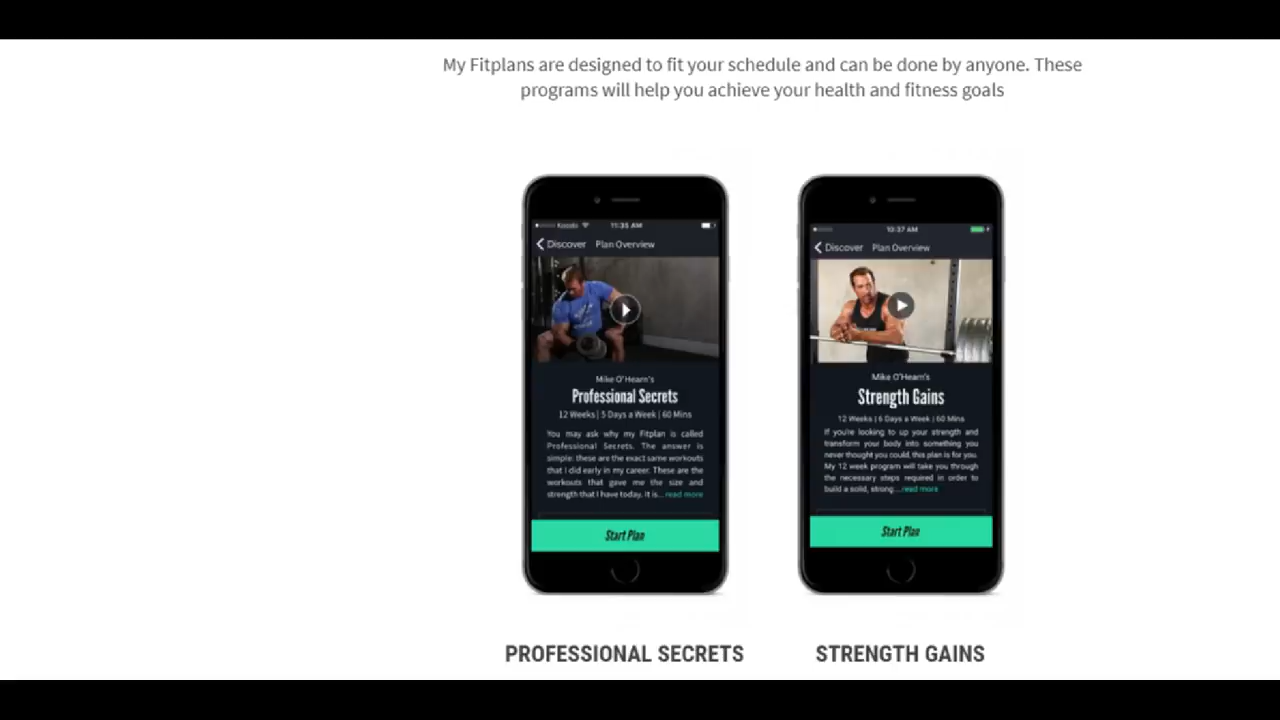 My Fitplans are designed to fit your schedule and can be done by anyone. These
programs will help you achieve your health and fitness goals
11:35 AM
Discover Plan Overview
Mike O'Hearn's
Professional Secrets
12 Weeks | 5 Days a Week | 60 Mins
You may ask why my Fitplan is called
Professional Secrets. The answer is
simple: these are the exact same workouts
that I did early in my career. These are the
workouts that gave me the size and
strength that I have today. It is... read more
Start Plan
PROFESSIONAL SECRETS
10:37 AM
Discover Plan Overview
Mike O'Hearn's
Strength Gains
12 Weeks | 6 Days a Week | 60 Mins
If you're looking to up your strength and
transform your body into something you
never thought you could, this plan is for you.
My 12 week program will take you through
the necessary steps required in order to
build a solid, strong...read more
Start Plan
STRENGTH GAINS